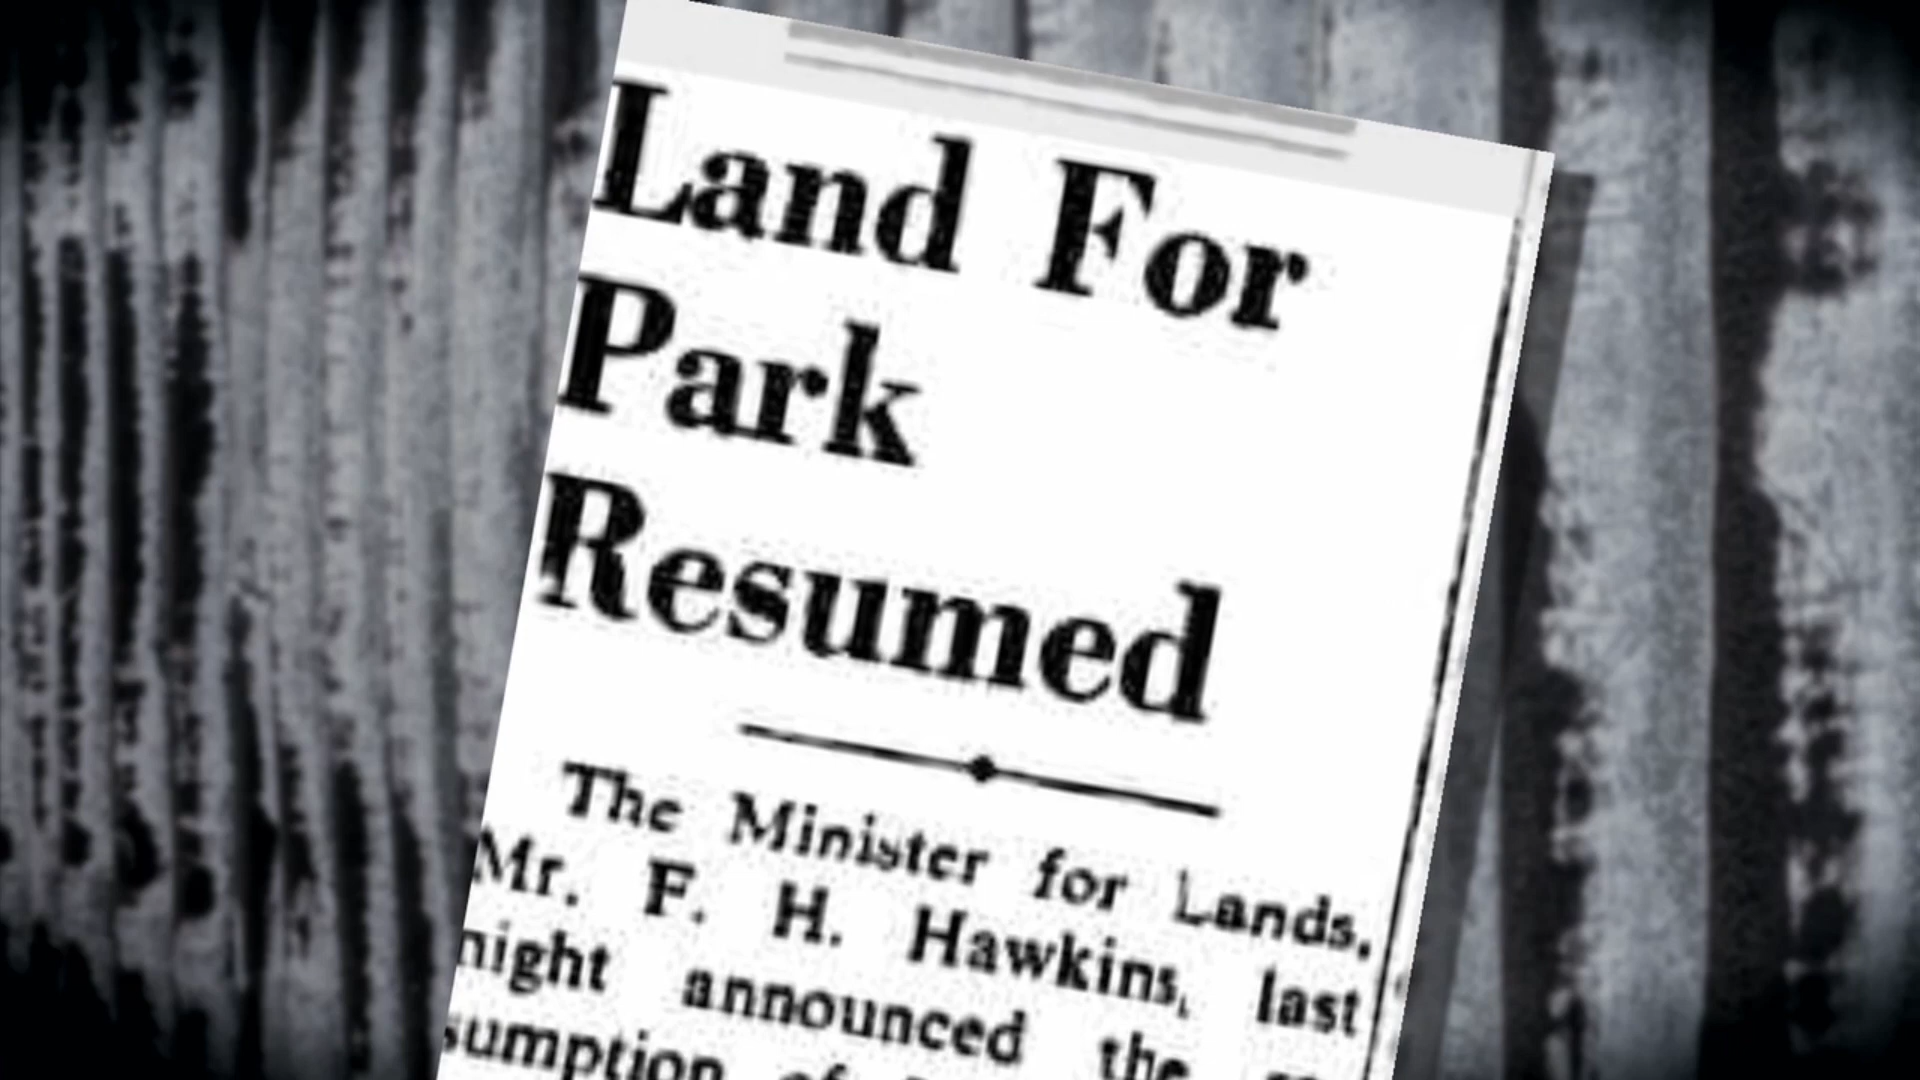 Land For
Park
Resumed
The Minister for Lands,
Mr. F. H. Hawkins, last
night announced the
sumption of